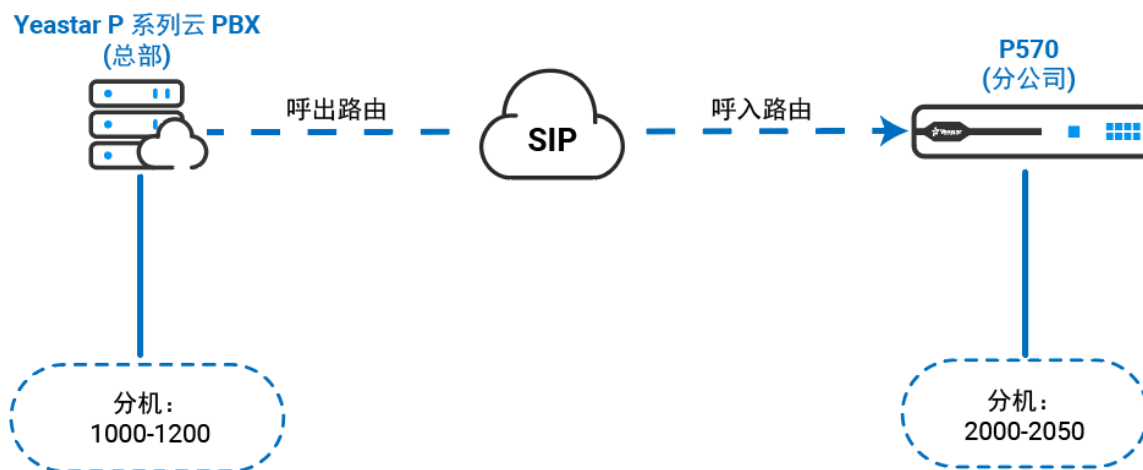 Yeastar P 系列云 PBX
(总部)
P570
(分公司)
呼出路由
SIP
呼入路由
Yeastar
分机：
1000-1200
分机：
2000-2050